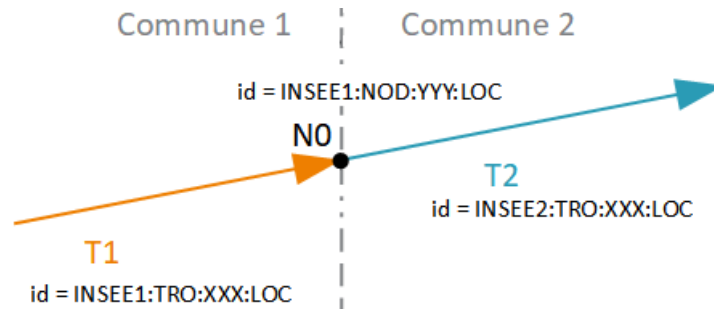 Commune 1
Commune 2
id = INSEE1:NOD:YYY:LOC
N0
T2
id = INSEE2:TRO:XXX:LOC
T1
id = INSEE1:TRO:XXX:LOC